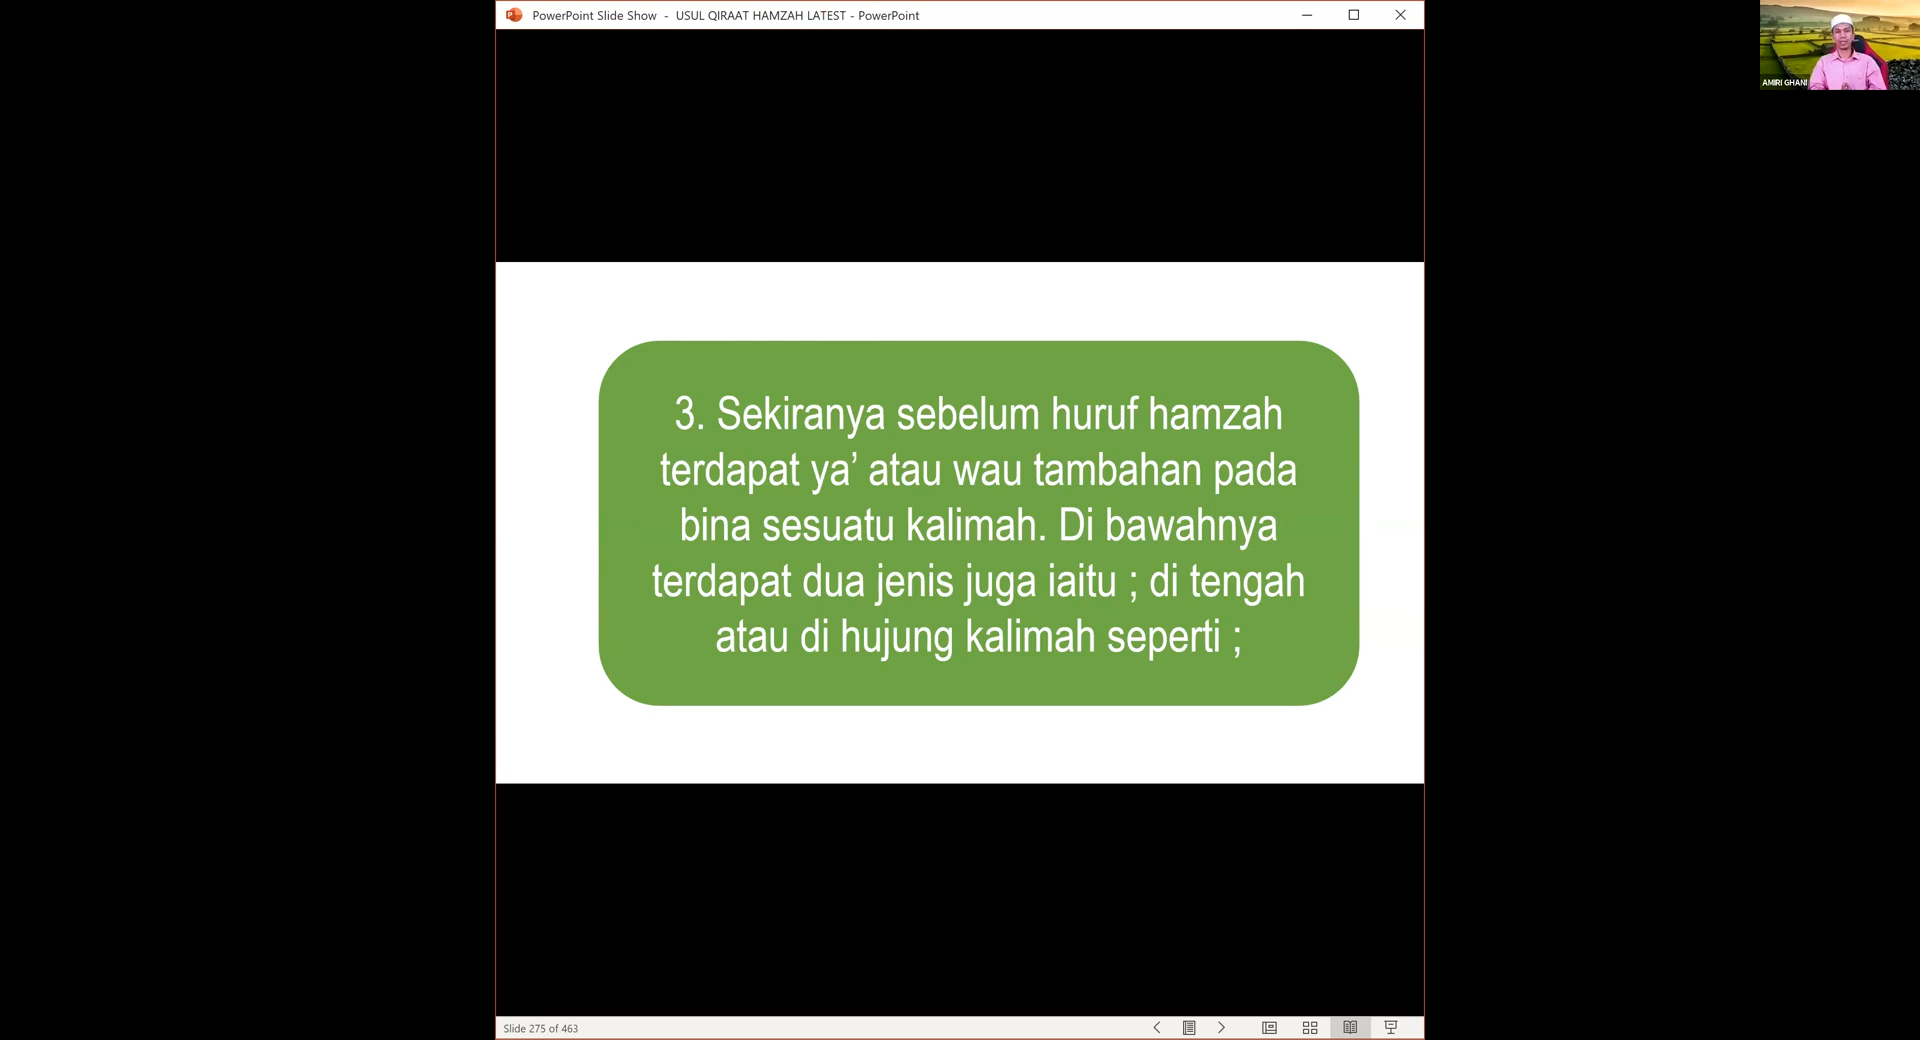 PowerPoint Slide Show - USUL QIRAAT HAMZAH LATEST - PowerPoint
AMIRI GHANI
3. Sekiranya sebelum huruf hamzah
terdapat ya’ atau wau tambahan pada
bina sesuatu kalimah. Di bawahnya
terdapat dua jenis juga iaitu ; di tengah
atau di hujung kalimah seperti ;
Slide 275 of 463